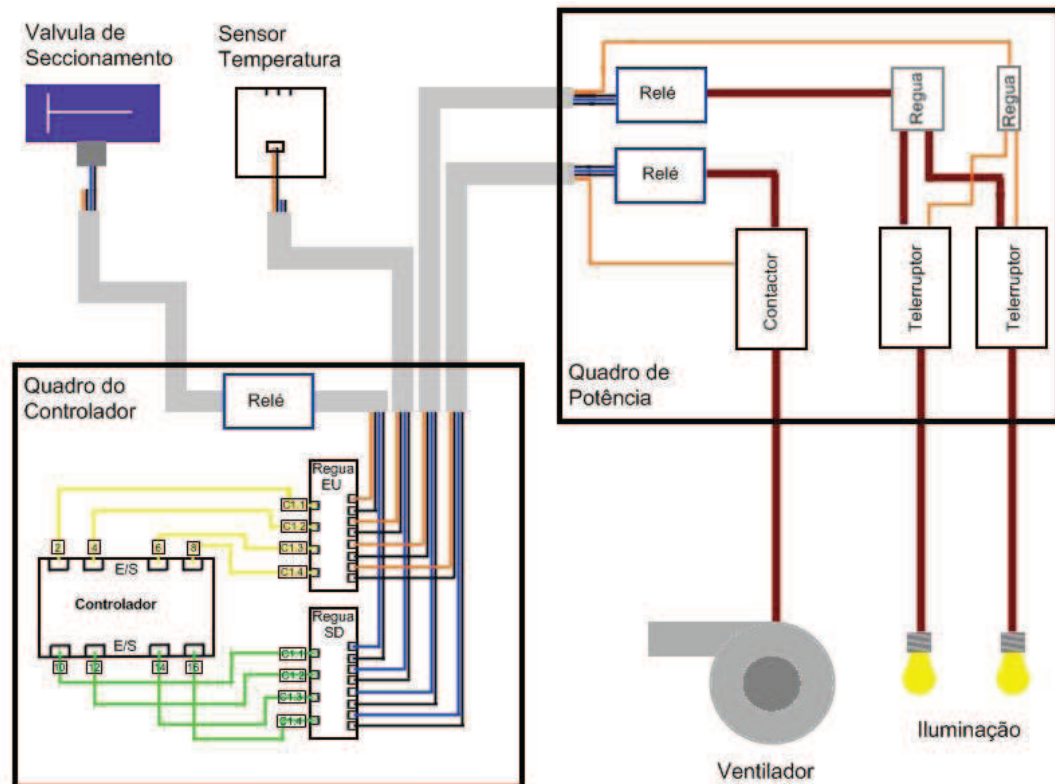 Valvula de
Seccionamento
Sensor
Temperatura
Relé
Regua
Regua
Relé
Contactor
Telerruptor
Telerruptor
Quadro de
Potência
Quadro do
Controlador
Relé
Regua
EU
C1.1
C1.2
C1.3
C1.4
2
4
6
8
E/S
Controlador
E/S
10
12
14
16
Regua
SD
C1.1
C1.2
C1.3
C1.4
Ventilador
Iluminação